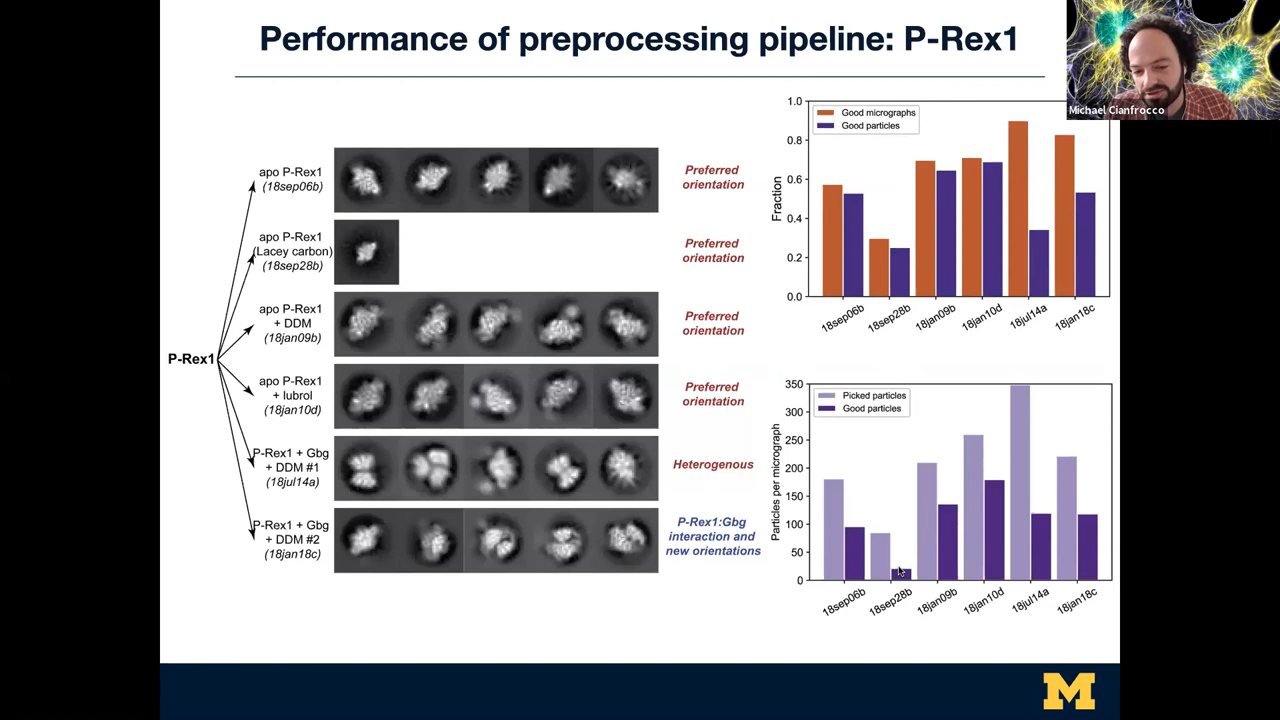 Performance of preprocessing pipeline: P-Rex1
Michael Cianfrocco
P-Rex1
apo P-Rex1
(18sep06b)
Preferred
orientation
apo P-Rex1
(Lacey carbon)
(18sep28b)
Preferred
orientation
apo P-Rex1
+ DDM
(18jan09b)
Preferred
orientation
apo P-Rex1
+ lubrol
(18jan10d)
Preferred
orientation
P-Rex1 + Gbg
+ DDM #1
(18jul14a)
Heterogenous
P-Rex1 + Gbg
+ DDM #2
(18jan18c)
P-Rex1:Gbg
interaction and
new orientations
Good micrographs
Good particles
Fraction
1.0
0.8
0.6
0.4
0.2
0.0
18sep06b
18sep28b
18jan09b
18jan10d
18jul14a
18jan18c
Picked particles
Good particles
Particles per micrograph
350
300
250
200
150
100
50
0
18sep06b
18sep28b
18jan09b
18jan10d
18jul14a
18jan18c
M